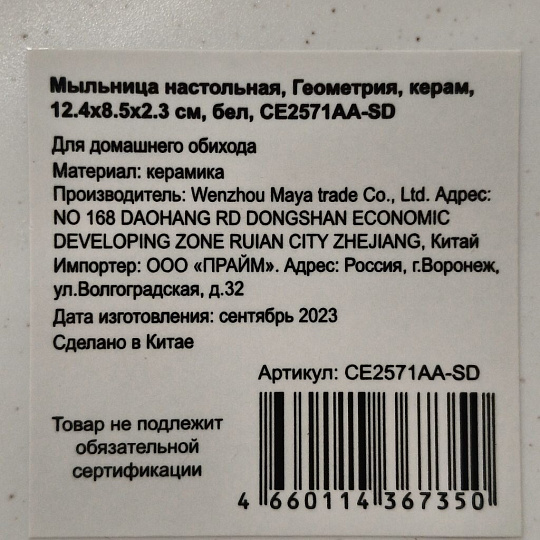 Мыльница настольная, Геометрия, керам,
12.4x8.5x2.3 см, бел, CE2571AA-SD
Для домашнего обихода
Материал: керамика
Производитель: Wenzhou Maya trade Co., Ltd. Адрес:
NO 168 DAOHANG RD DONGSHAN ECONOMIC
DEVELOPING ZONE RUIAN CITY ZHEJIANG, Китай
Импортер: ООО «ПРАЙМ». Адрес: Россия, г.Воронеж,
ул.Волгоградская, д.32
Дата изготовления: сентябрь 2023
Сделано в Китае
Артикул: CE2571AA-SD
Товар не подлежит
обязательной
сертификации
4 660114 367350